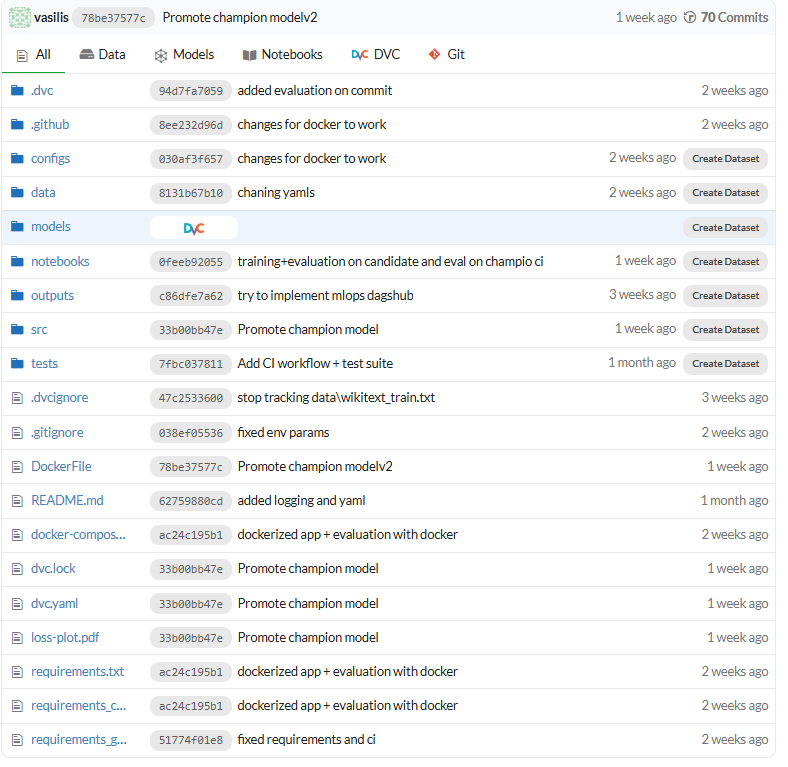 vasilis 78be37577c Promote champion modelv2 1 week ago 70 Commits
All Data Models Notebooks DVC DVC Git
.dvc 94d7fa7059 added evaluation on commit 2 weeks ago
.github 8ee232d96d changes for docker to work 2 weeks ago
configs 030af3f657 changes for docker to work 2 weeks ago Create Dataset
data 8131b67b10 chaning yamls 2 weeks ago Create Dataset
models DVC Create Dataset
notebooks 0feeb92055 training+evaluation on candidate and eval on champio ci 1 week ago Create Dataset
outputs c86dfe7a62 try to implement mlops dagshub 3 weeks ago Create Dataset
src 33b00bb47e Promote champion model 1 week ago Create Dataset
tests 7fbc037811 Add CI workflow + test suite 1 month ago Create Dataset
.dvcignore 47c2533600 stop tracking data\wikitext_train.txt 3 weeks ago
.gitignore 038ef05536 fixed env params 2 weeks ago
DockerFile 78be37577c Promote champion modelv2 1 week ago
README.md 62759880cd added logging and yaml 1 month ago
docker-compos... ac24c195b1 dockerized app + evaluation with docker 2 weeks ago
dvc.lock 33b00bb47e Promote champion model 1 week ago
dvc.yaml 33b00bb47e Promote champion model 1 week ago
loss-plot.pdf 33b00bb47e Promote champion model 1 week ago
requirements.txt ac24c195b1 dockerized app + evaluation with docker 2 weeks ago
requirements_c... ac24c195b1 dockerized app + evaluation with docker 2 weeks ago
requirements_g... 51774f01e8 fixed requirements and ci 2 weeks ago